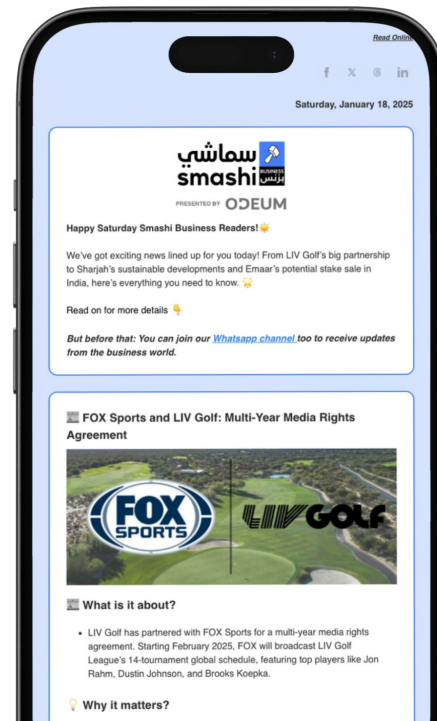 Read Online
f X in
Saturday, January 18, 2025
سماشي
smashi BUSINESS بزنس
PRESENTED BY ODEUM
Happy Saturday Smashi Business Readers!☀️
We've got exciting news lined up for you today! From LIV Golf's big partnership
to Sharjah's sustainable developments and Emaar's potential stake sale in
India, here's everything you need to know.
Read on for more details 👇
But before that: You can join our Whatsapp channel too to receive updates
from the business world.
FOX Sports and LIV Golf: Multi-Year Media Rights
Agreement
FOX
SPORTS
LIV GOLF
What is it about?
• LIV Golf has partnered with FOX Sports for a multi-year media rights
agreement. Starting February 2025, FOX will broadcast LIV Golf
League's 14-tournament global schedule, featuring top players like Jon
Rahm, Dustin Johnson, and Brooks Koepka.
💡 Why it matters?